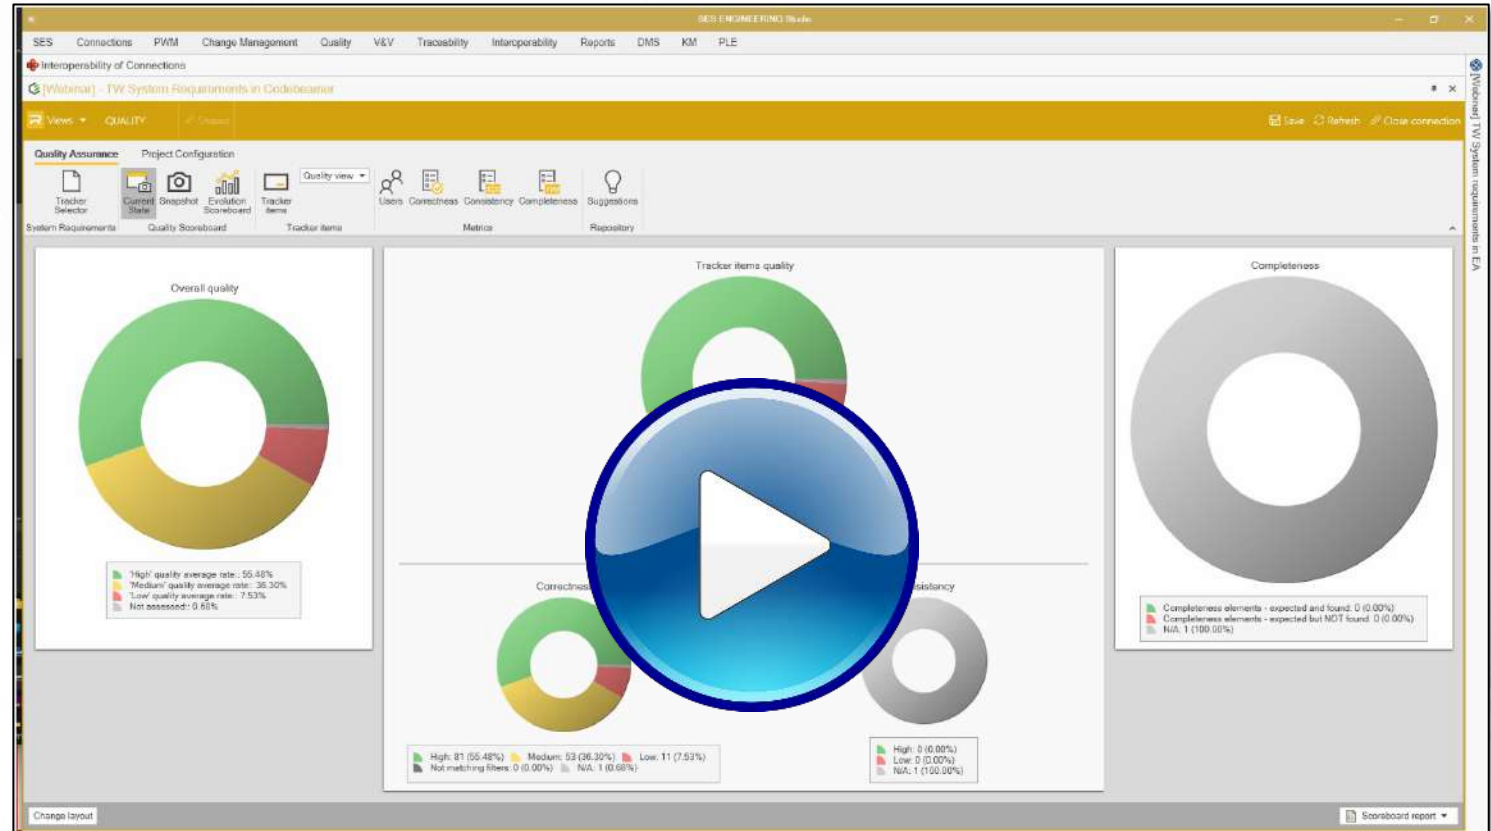 SES ENGINEERING Studio
SES Connections PWM Change Management Quality V&V Traceability Interoperability Reports DMS KM PLE
Interoperability of Connections
[Webinar] - TW System Requirements in Codebeamer
Views QUALITY
Save Refresh Close connection
Quality Assurance Project Configuration
Tracker Selector
Current State
Snapshot
Evolution Scoreboard
Tracker items
Quality view
Users Correctness Consistency Completeness Suggestions
System Requirements Quality Scoreboard Tracker items Metrics Repository
[Webinar] TW System requirements in EA
Overall quality
'High' quality average rate:: 55.48%
'Medium' quality average rate:: 36.30%
'Low' quality average rate:: 7.53%
Not assessed:: 0.68%
Tracker items quality
Correctnes
High: 81 (55.48%) Medium: 53 (36.30%) Low: 11 (7.53%)
Not matching filters: 0 (0.00%) N/A: 1 (0.68%)
sistency
High: 0 (0.00%)
Low: 0 (0.00%)
N/A: 1 (100.00%)
Completeness
Completeness elements - expected and found: 0 (0.00%)
Completeness elements - expected but NOT found: 0 (0.00%)
N/A: 1 (100.00%)
Change layout
Scoreboard report